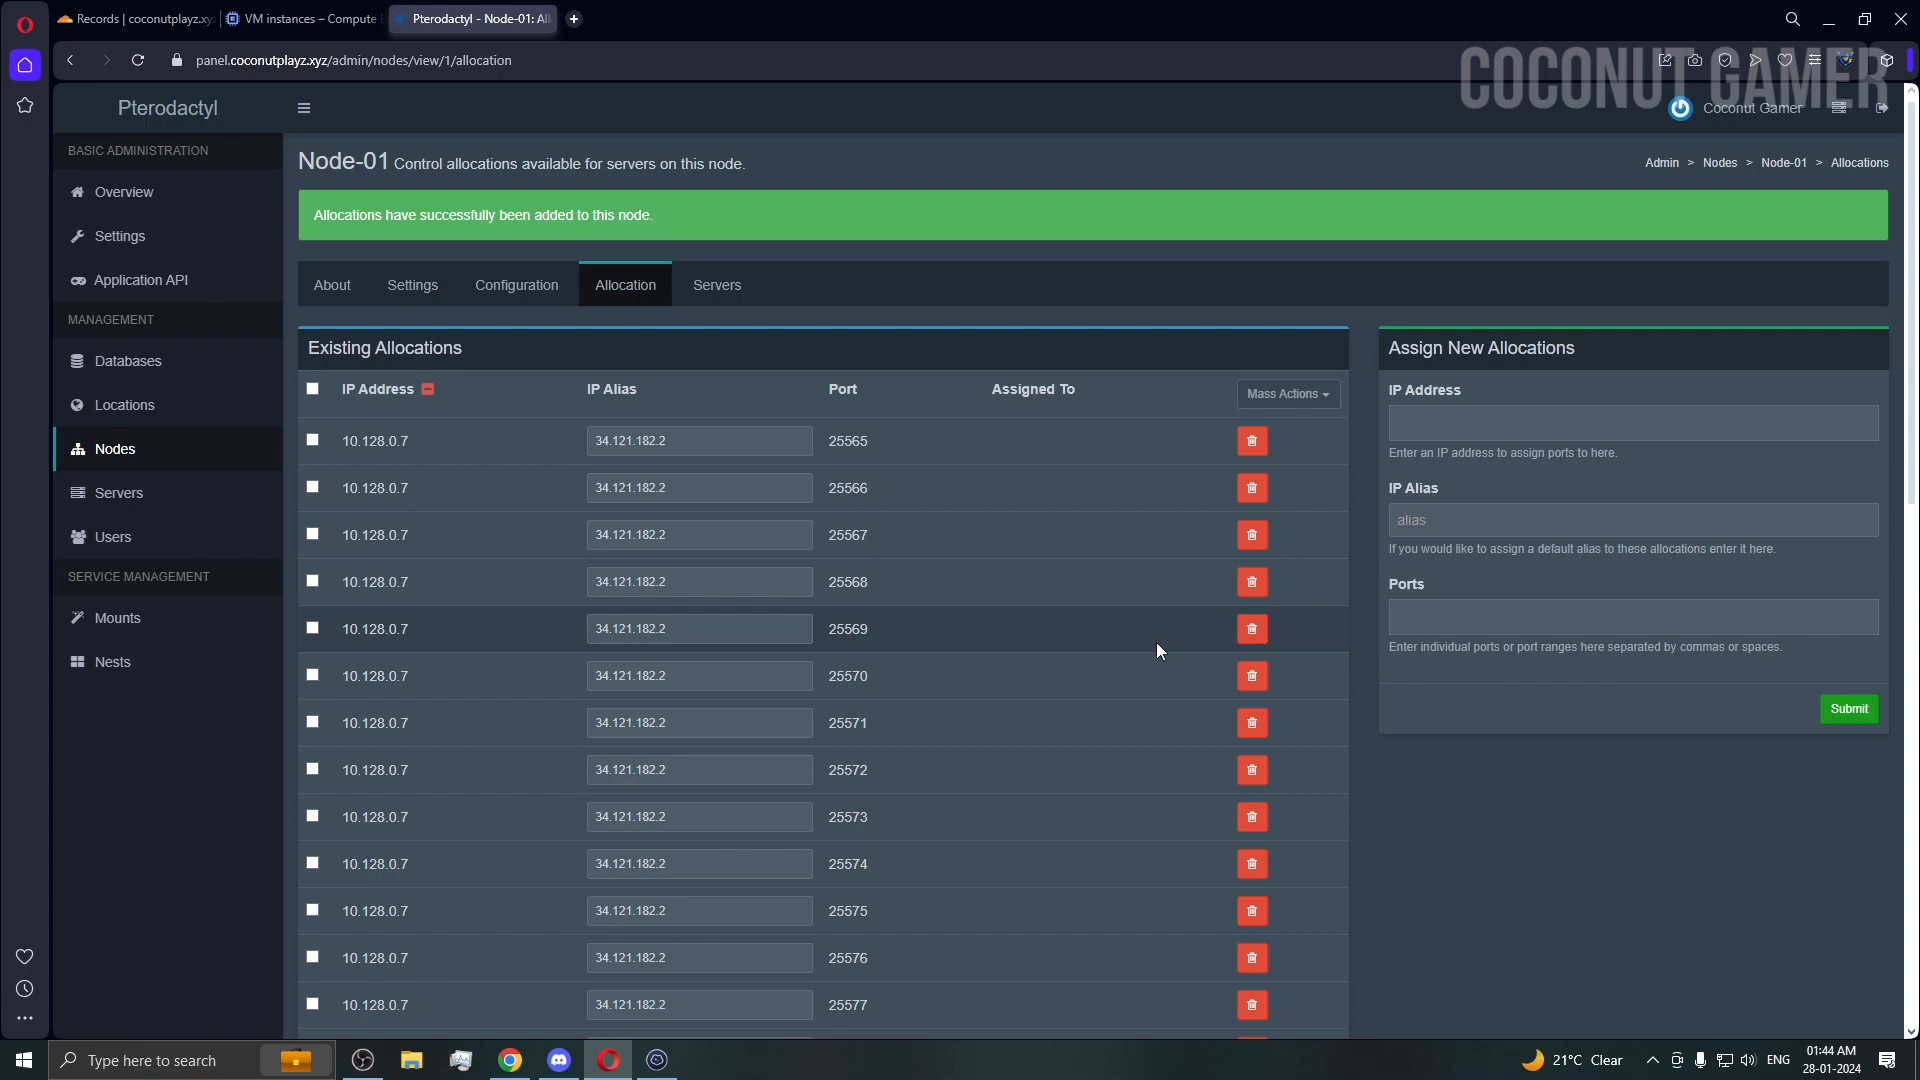 Records | coconutplayz.xy
VM instances – Compute
Pterodactyl - Node-01: All
panel.coconutplayz.xyz/admin/nodes/view/1/allocation
COCONUT GAMER
Pterodactyl
Coconut Gamer
BASIC ADMINISTRATION
Overview
Settings
Application API
MANAGEMENT
Databases
Locations
Nodes
Servers
Users
SERVICE MANAGEMENT
Mounts
Nests
Node-01 Control allocations available for servers on this node.
Admin > Nodes > Node-01 > Allocations
Allocations have successfully been added to this node.
About Settings Configuration Allocation Servers
Existing Allocations
IP Address IP Alias Port Assigned To Mass Actions
10.128.0.7 34.121.182.2 25565
10.128.0.7 34.121.182.2 25566
10.128.0.7 34.121.182.2 25567
10.128.0.7 34.121.182.2 25568
10.128.0.7 34.121.182.2 25569
10.128.0.7 34.121.182.2 25570
10.128.0.7 34.121.182.2 25571
10.128.0.7 34.121.182.2 25572
10.128.0.7 34.121.182.2 25573
10.128.0.7 34.121.182.2 25574
10.128.0.7 34.121.182.2 25575
10.128.0.7 34.121.182.2 25576
10.128.0.7 34.121.182.2 25577
Assign New Allocations
IP Address
Enter an IP address to assign ports to here.
IP Alias
alias
If you would like to assign a default alias to these allocations enter it here.
Ports
Enter individual ports or port ranges here separated by commas or spaces.
Submit
Type here to search
21°C Clear
ENG
01:44 AM
28-01-2024